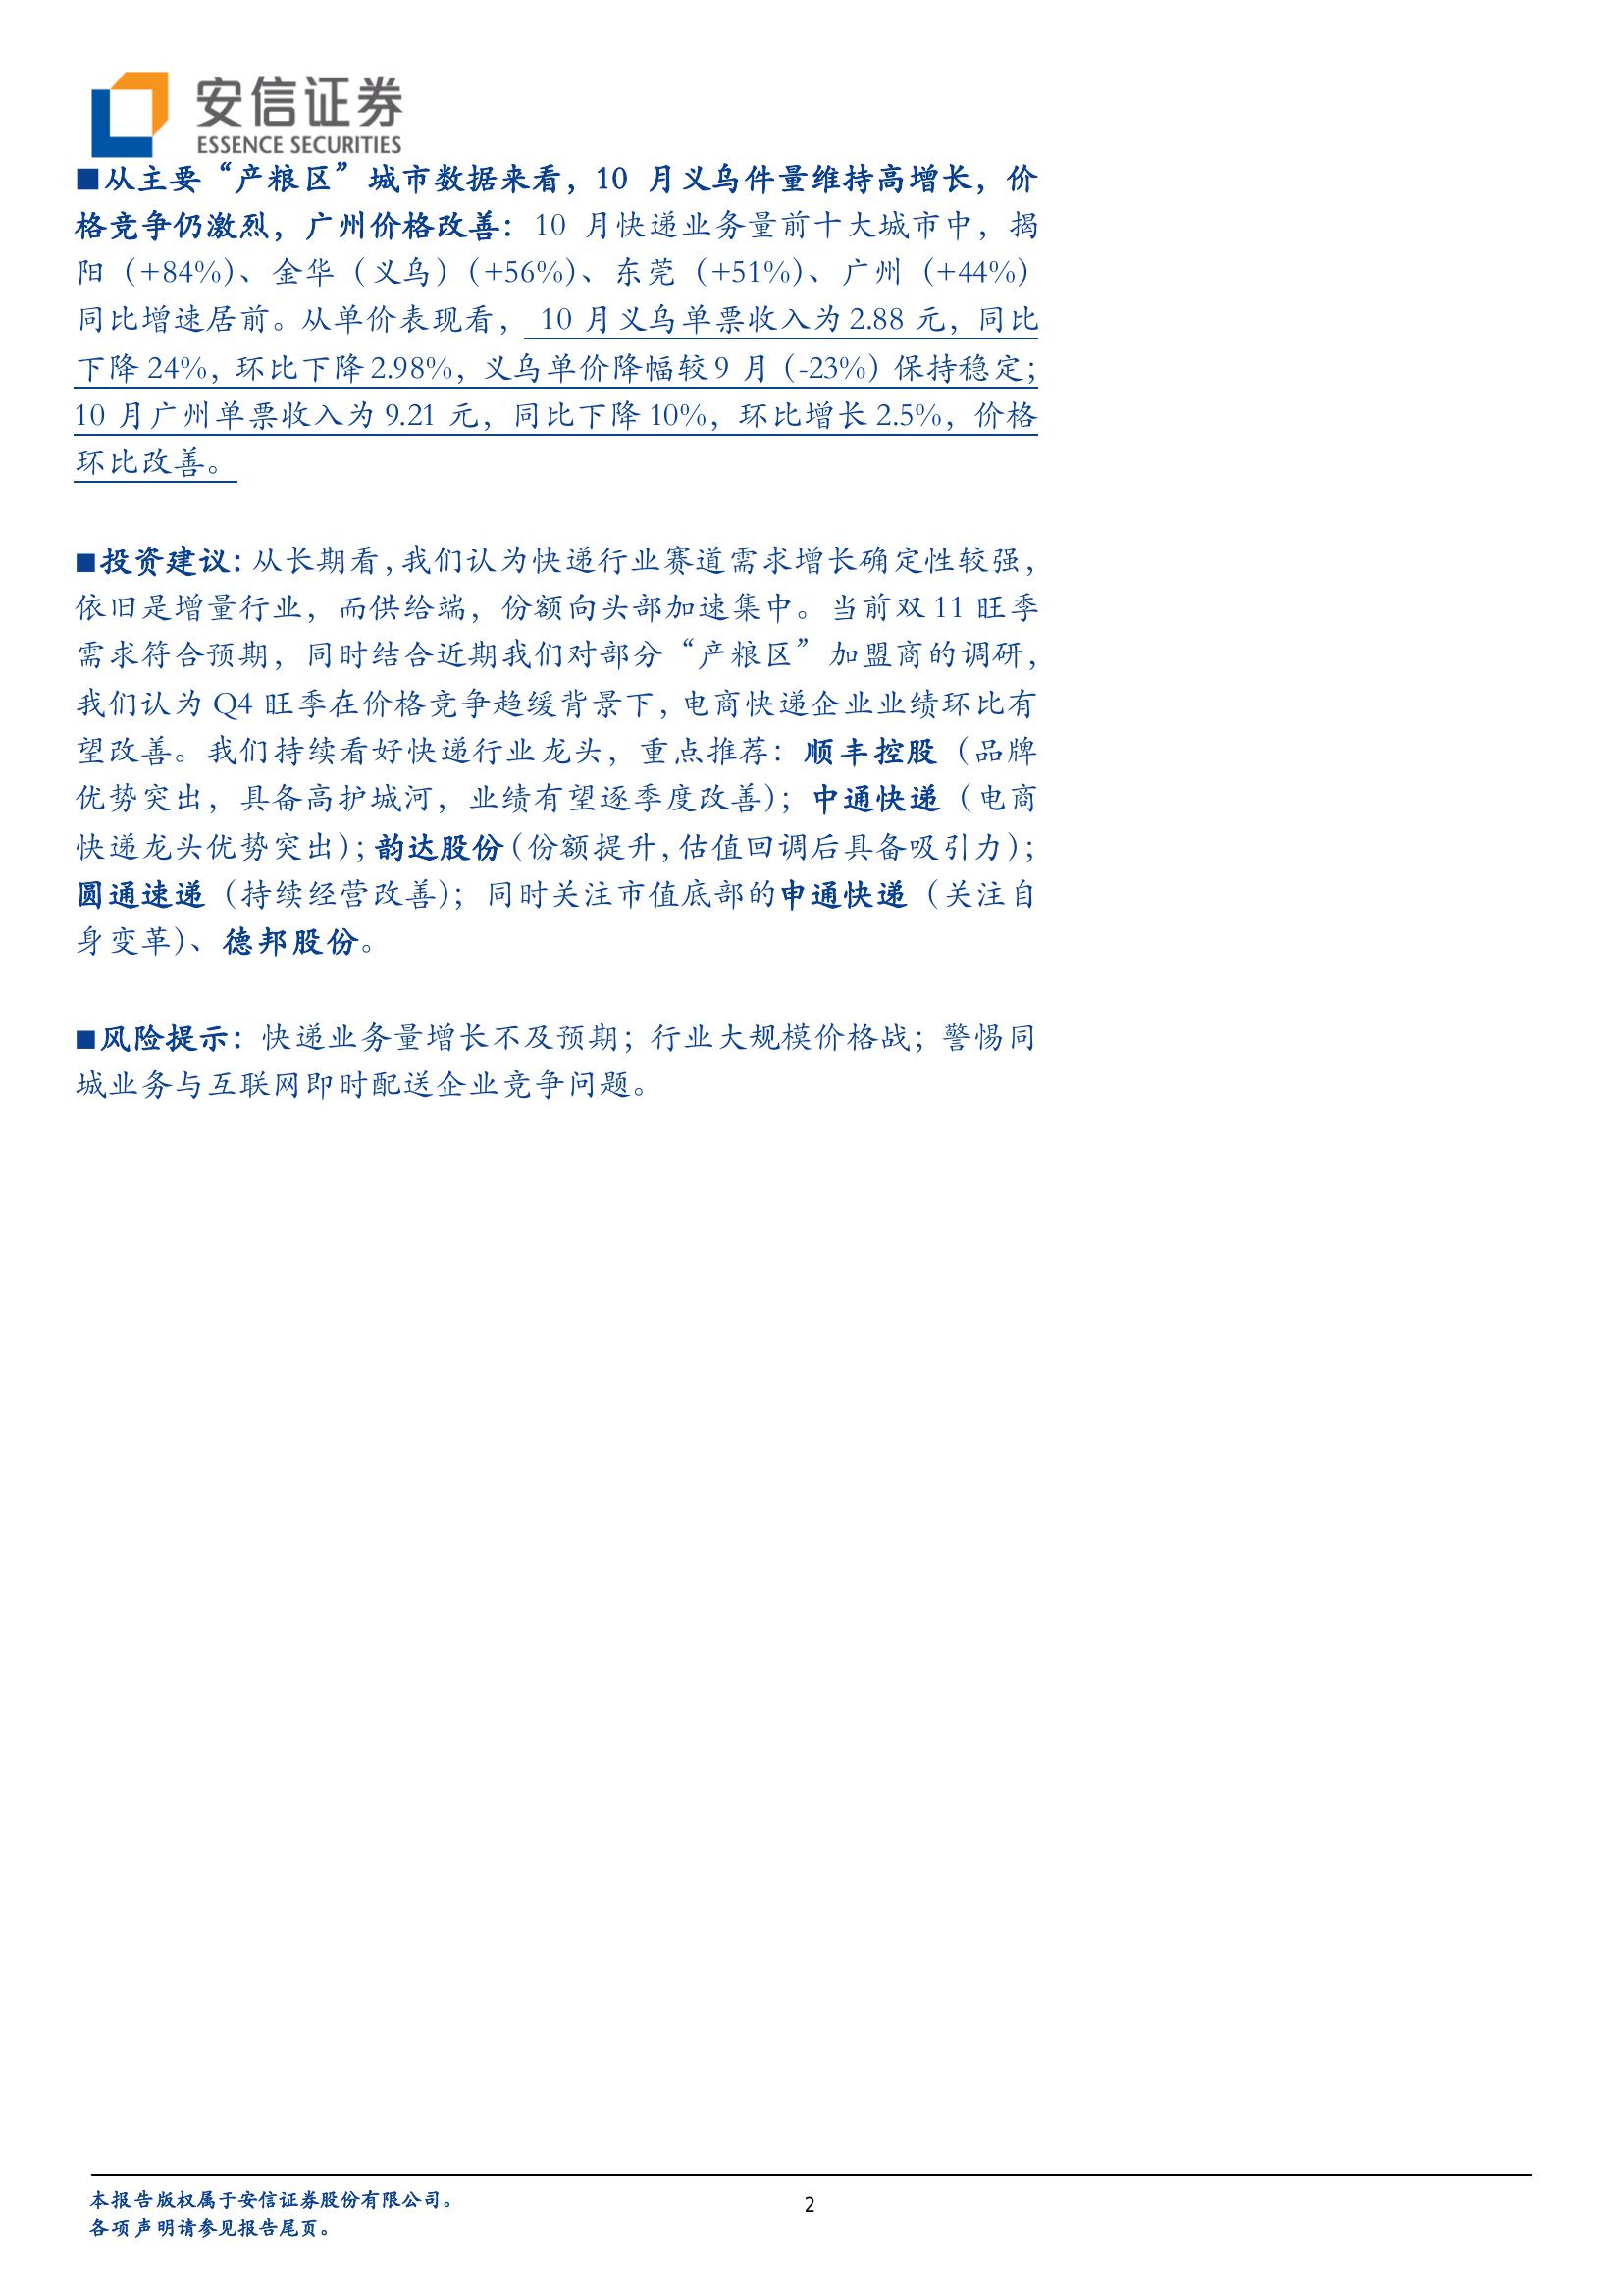 安信证券
ESSENCE SECURITIES
■从主要“产粮区”城市数据来看，10 月义乌件量维持高增长，价
格竞争仍激烈，广州价格改善：10 月快递业务量前十大城市中，揭
阳（+84%）、金华（义乌）（+56%）、东莞（+51%）、广州（+44%）
同比增速居前。从单价表现看， 10 月义乌单票收入为 2.88 元，同比
下降 24%，环比下降 2.98%，义乌单价降幅较 9 月（-23%）保持稳定；
10 月广州单票收入为 9.21 元，同比下降 10%，环比增长 2.5%，价格
环比改善。
■投资建议：从长期看，我们认为快递行业赛道需求增长确定性较强，
依旧是增量行业，而供给端，份额向头部加速集中。当前双 11 旺季
需求符合预期，同时结合近期我们对部分“产粮区”加盟商的调研，
我们认为 Q4 旺季在价格竞争趋缓背景下，电商快递企业业绩环比有
望改善。我们持续看好快递行业龙头，重点推荐：顺丰控股（品牌
优势突出，具备高护城河，业绩有望逐季度改善）；中通快递（电商
快递龙头优势突出）；韵达股份（份额提升，估值回调后具备吸引力）；
圆通速递（持续经营改善）；同时关注市值底部的申通快递（关注自
身变革）、德邦股份。
■风险提示：快递业务量增长不及预期；行业大规模价格战；警惕同
城业务与互联网即时配送企业竞争问题。
本报告版权属于安信证券股份有限公司。
各项声明请参见报告尾页。
2